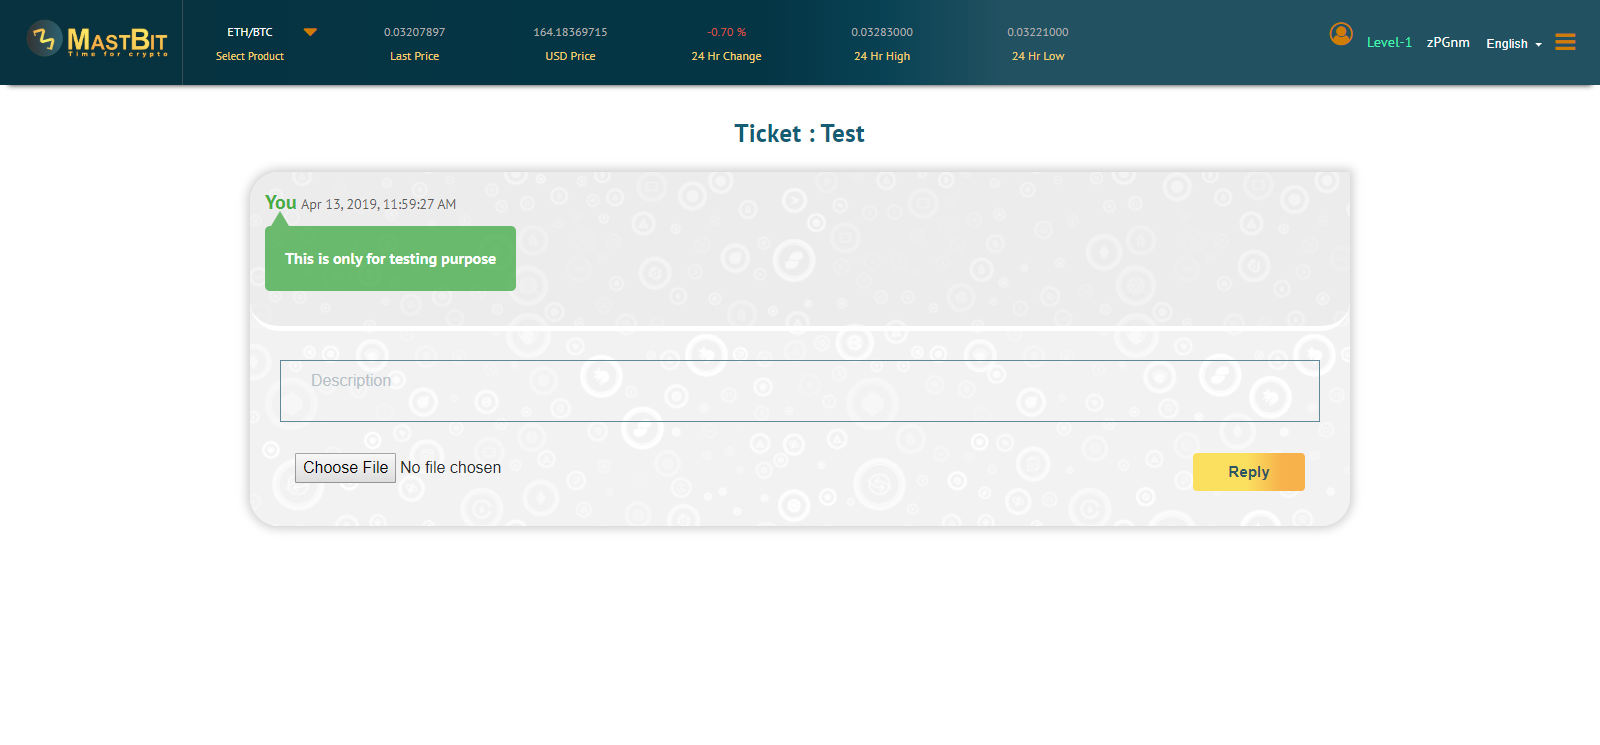 MASTBIT
Time for crypto
ETH/BTC
Select Product
0.03207897
Last Price
164.18369715
USD Price
-0.70 %
24 Hr Change
0.03283000
24 Hr High
0.03221000
24 Hr Low
Level-1
zPGnm
English
Ticket : Test
You Apr 13, 2019, 11:59:27 AM
This is only for testing purpose
Description
Choose File No file chosen
Reply